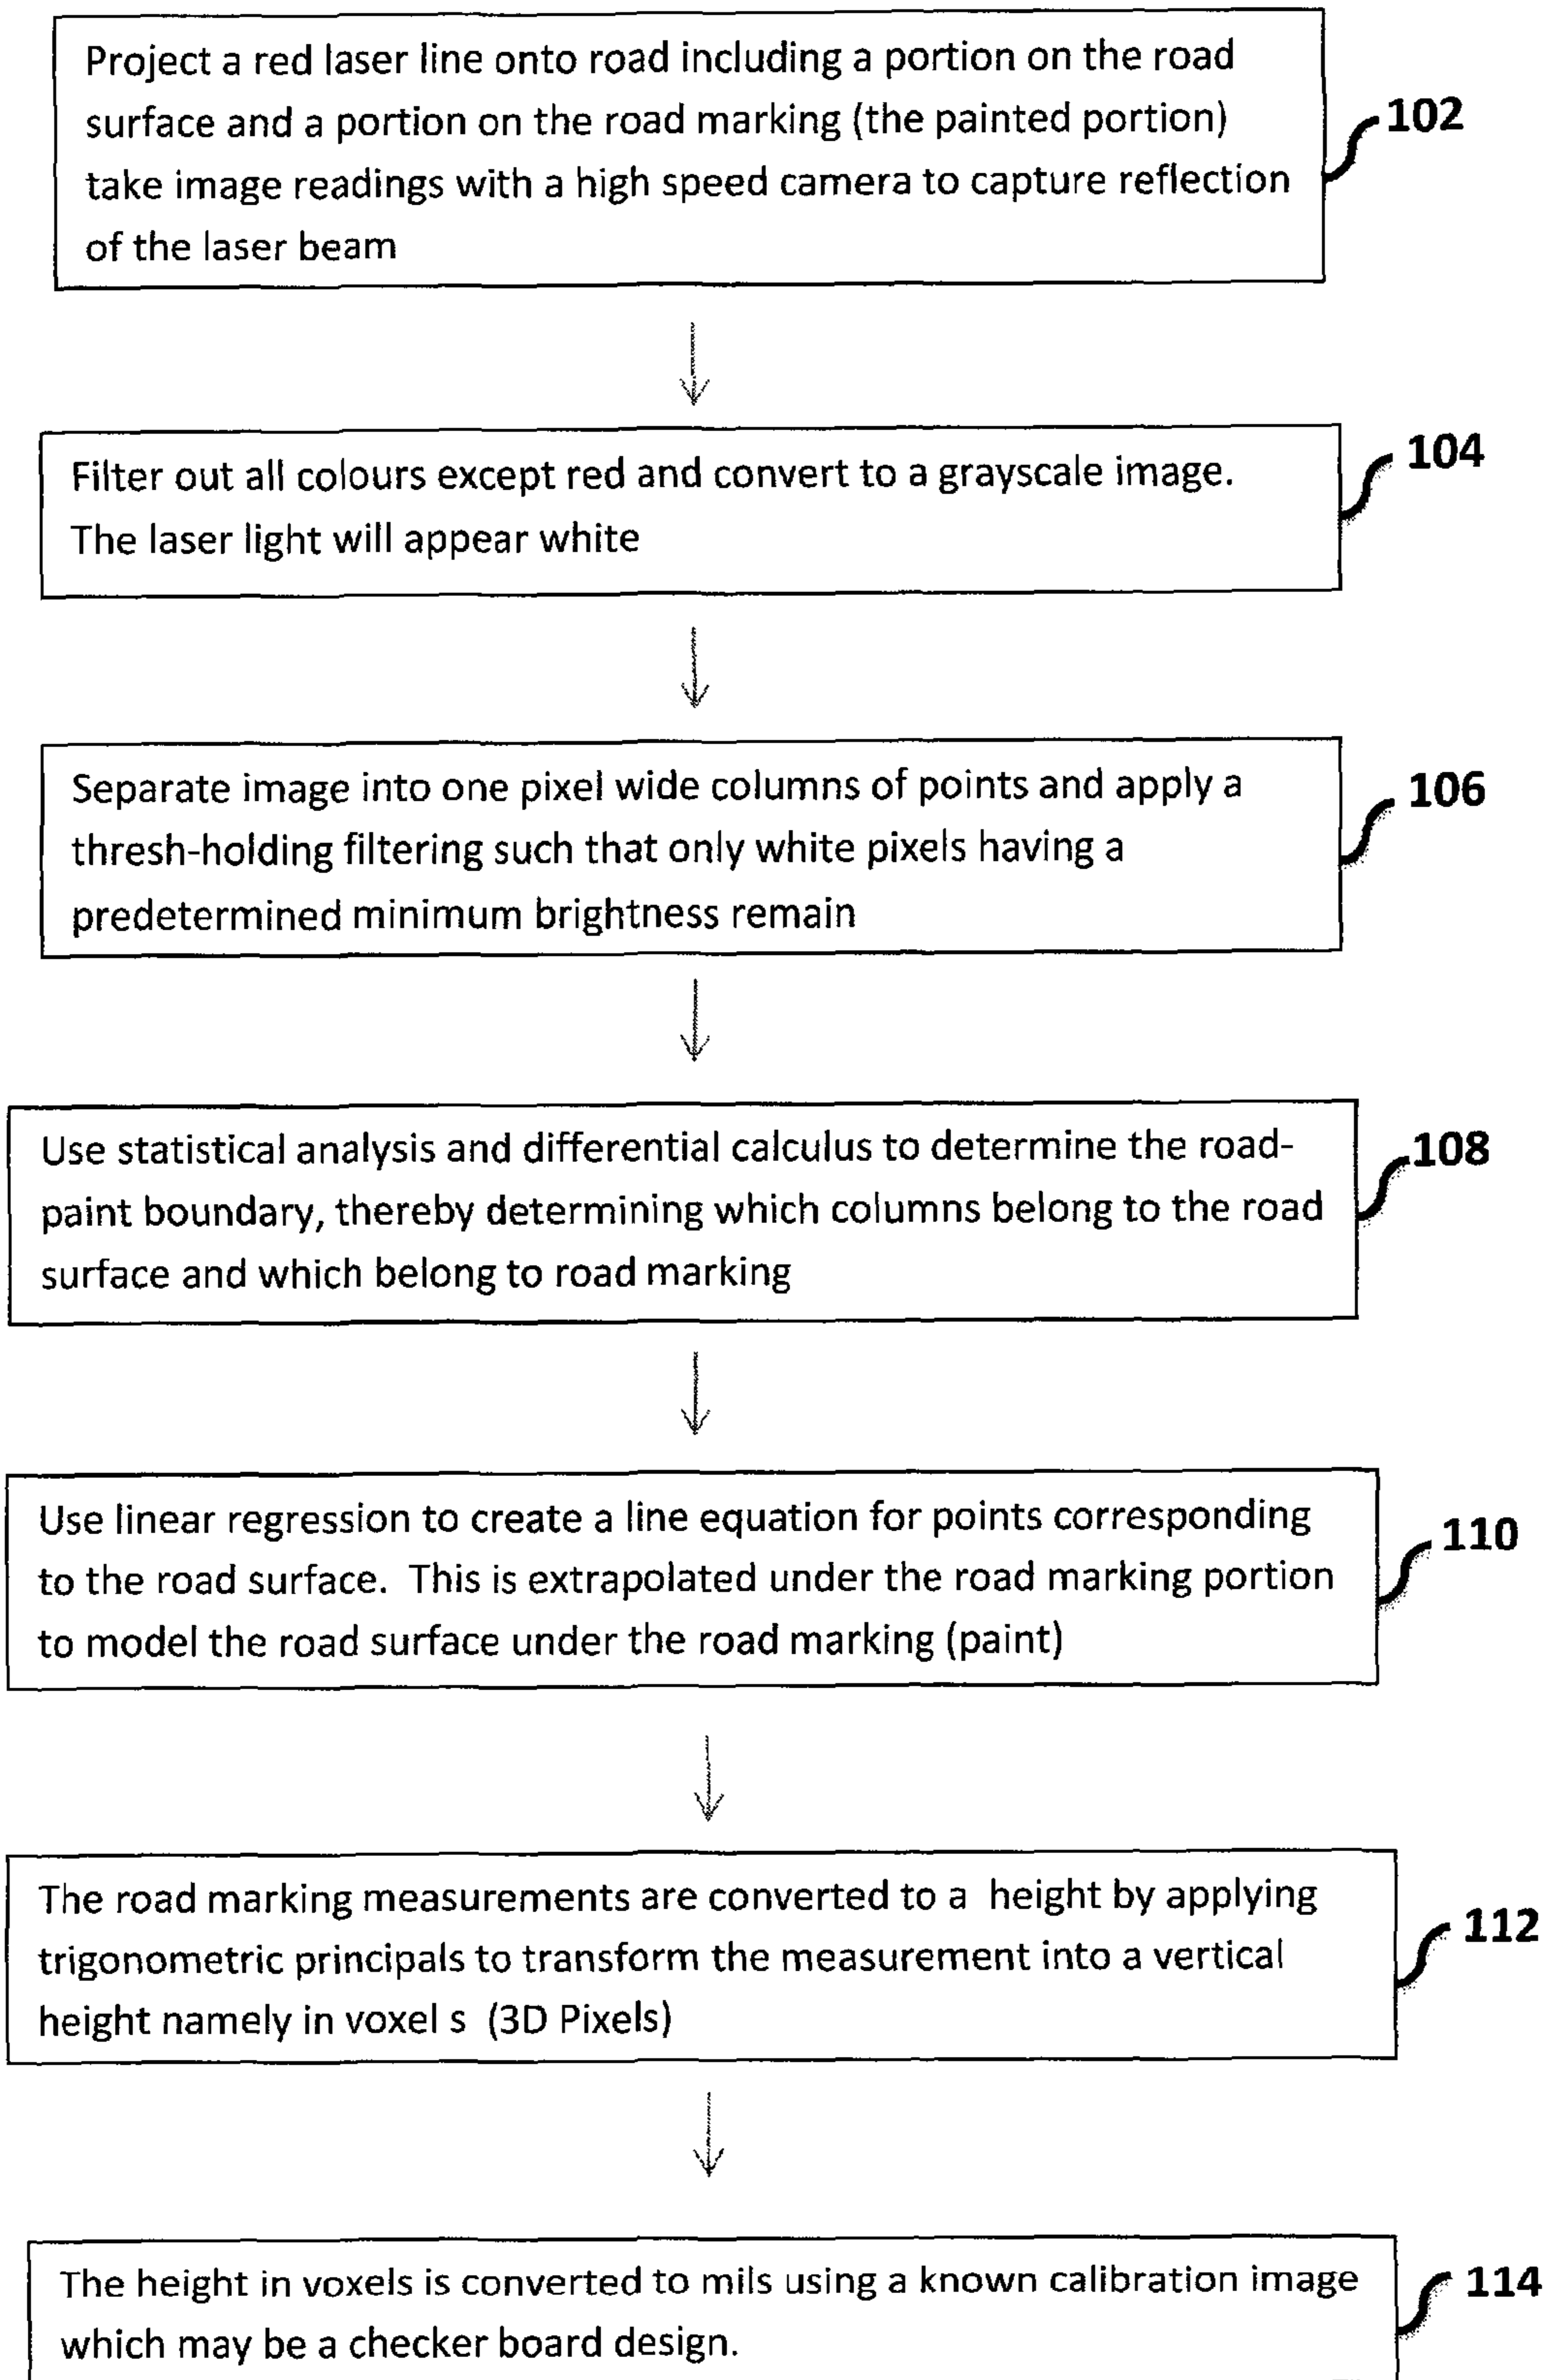 Project a red laser line onto road including a portion on the road
surface and a portion on the road marking (the painted portion)
take image readings with a high speed camera to capture reflection
of the laser beam
102
Filter out all colours except red and convert to a grayscale image.
The laser light will appear white
104
Separate image into one pixel wide columns of points and apply a
thresh-holding filtering such that only white pixels having a
predetermined minimum brightness remain
106
Use statistical analysis and differential calculus to determine the road-
paint boundary, thereby determining which columns belong to the road
surface and which belong to road marking
108
Use linear regression to create a line equation for points corresponding
to the road surface.  This is extrapolated under the road marking portion
to model the road surface under the road marking (paint)
110
The road marking measurements are converted to a  height by applying
trigonometric principals to transform the measurement into a vertical
height namely in voxel s  (3D Pixels)
112
The height in voxels is converted to mils using a known calibration image
which may be a checker board design.
114